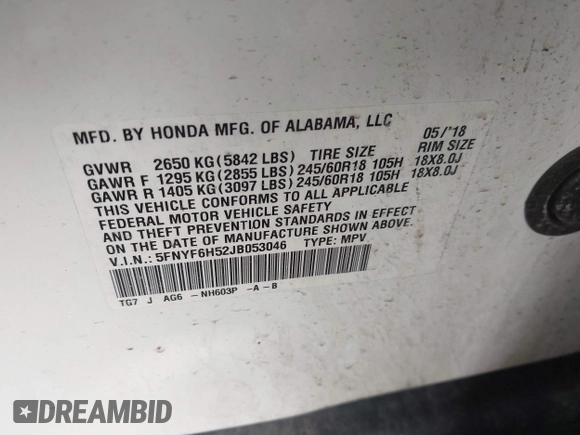 MFD. BY HONDA MFG. OF ALABAMA, LLC 05/'18
GVWR 2650 KG(5842 LBS) TIRE SIZE RIM SIZE
GAWR F 1295 KG(2855 LBS)245/60R18 105H 18X8.0J
GAWR R 1405 KG(3097 LBS)245/60R18 105H 18X8.0J
THIS VEHICLE CONFORMS TO ALL APPLICABLE
FEDERAL MOTOR VEHICLE SAFETY
AND THEFT PREVENTION STANDARDS IN EFFECT
ON THE DATE OF MANUFACTURE SHOWN ABOVE.
V.I.N.: 5FNYF6H52JB053046 TYPE: MPV
TG7 J AG6 -NH603P -A-B
DREAMBID